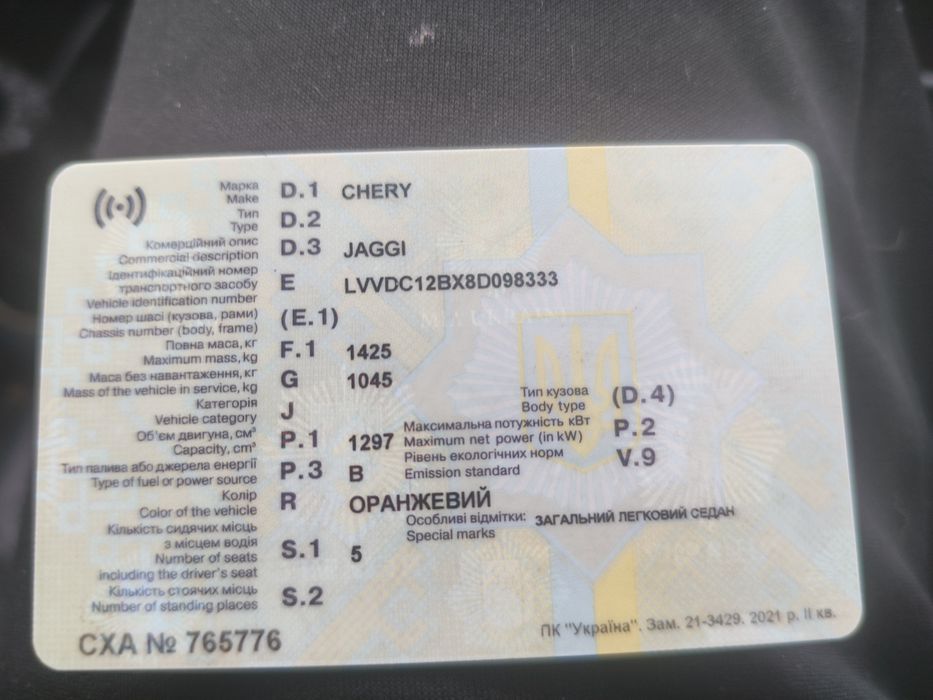 Марка D.1 CHERY
Make
Тип D.2
Type
Комерційний опис D.3 JAGGI
Commercial description
Ідентифікаційний номер
транспортного засобу E LVVDC12BX8D098333
Vehicle identification number
Номер шасі (кузова, рами) (E.1)
Chassis number (body, frame)
Повна маса, кг F.1 1425
Maximum mass, kg
Маса без навантаження, кг G 1045
Mass of the vehicle in service, kg
Тип кузова (D.4)
Body type
Категорія J
Vehicle category
Максимальна потужність кВт P.2
Maximum net power (in kW)
Об'єм двигуна, см³ P.1 1297
Capacity, cm³
Рівень екологічних норм V.9
Emission standard
Тип палива або джерела енергії P.3 B
Type of fuel or power source
Колір R ОРАНЖЕВИЙ
Color of the vehicle
Особливі відмітки: ЗАГАЛЬНИЙ ЛЕГКОВИЙ СЕДАН
Special marks
Кількість сидячих місць
з місцем водія S.1 5
Number of seats
including the driver's seat
Кількість стоячих місць S.2
Number of standing places
СХА № 765776
ПК "Україна". Зам. 21-3429. 2021 р. II кв.